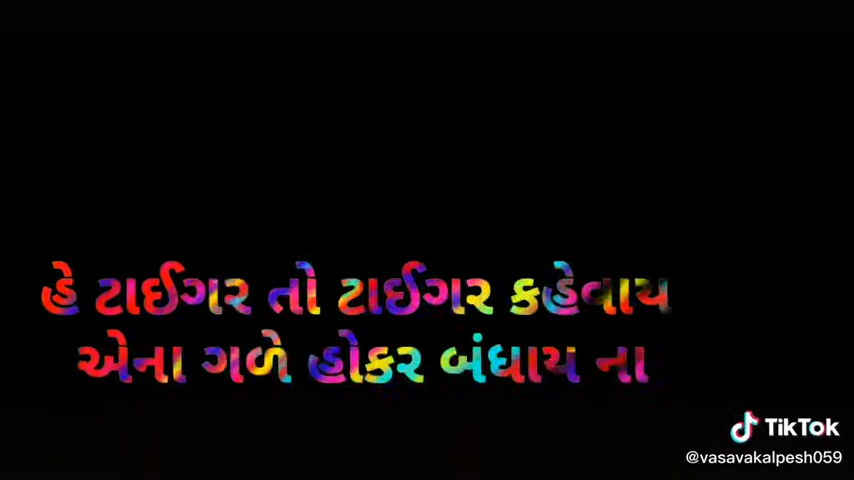 હે ટાઈગર તો ટાઈગર કહેવાય
એના ગળે હોકર બંધાય ના
TikTok
@vasavakalpesh059